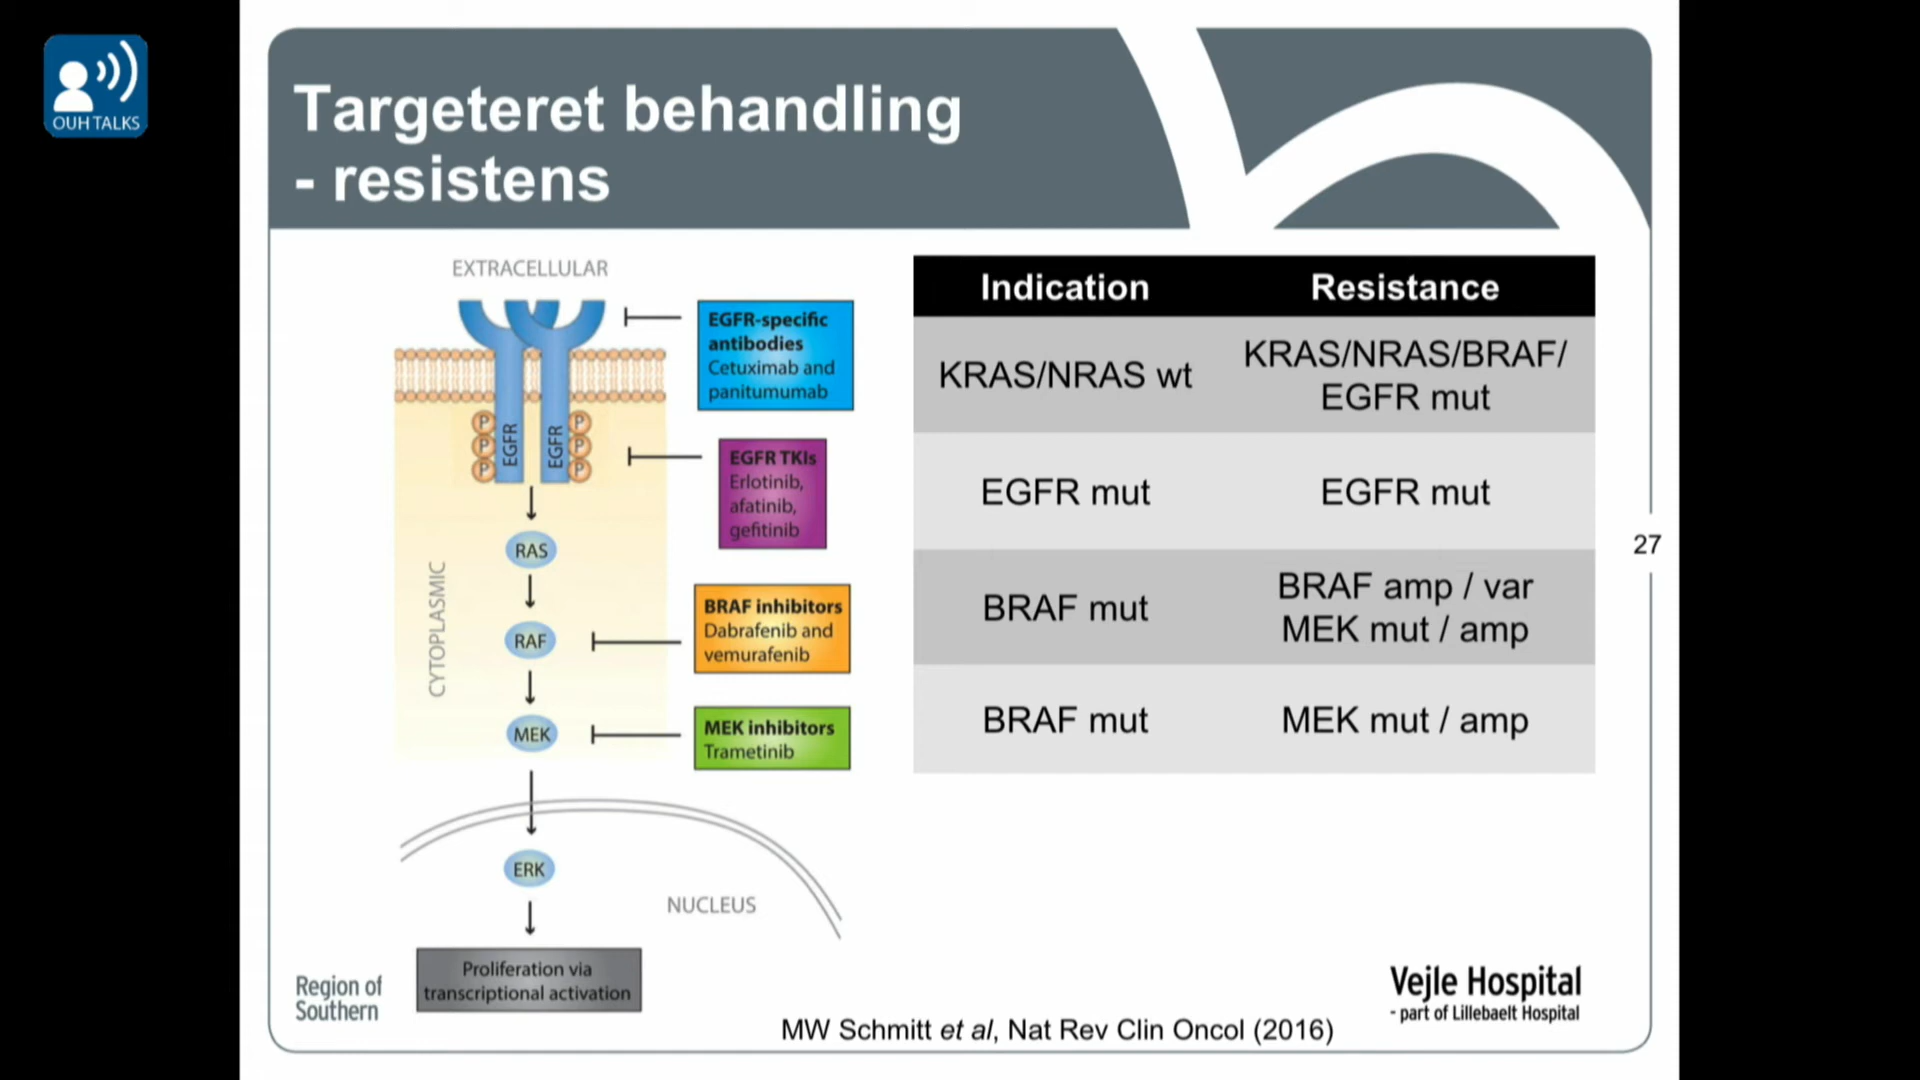 OUH TALKS
Targeteret behandling
- resistens
EXTRACELLULAR
EGFR-specific
antibodies
Cetuximab and
panitumumab
P
P
P
EGFR
EGFR
P
P
P
EGFR TKIs
Erlotinib,
afatinib,
gefitinib
RAS
CYTOPLASMIC
RAF
BRAF inhibitors
Dabrafenib and
vemurafenib
MEK
MEK inhibitors
Trametinib
ERK
NUCLEUS
Proliferation via
transcriptional activation
Indication Resistance
KRAS/NRAS wt KRAS/NRAS/BRAF/
EGFR mut
EGFR mut EGFR mut
BRAF mut BRAF amp / var
MEK mut / amp
BRAF mut MEK mut / amp
27
Region of
Southern
MW Schmitt et al, Nat Rev Clin Oncol (2016)
Vejle Hospital
- part of Lillebaelt Hospital